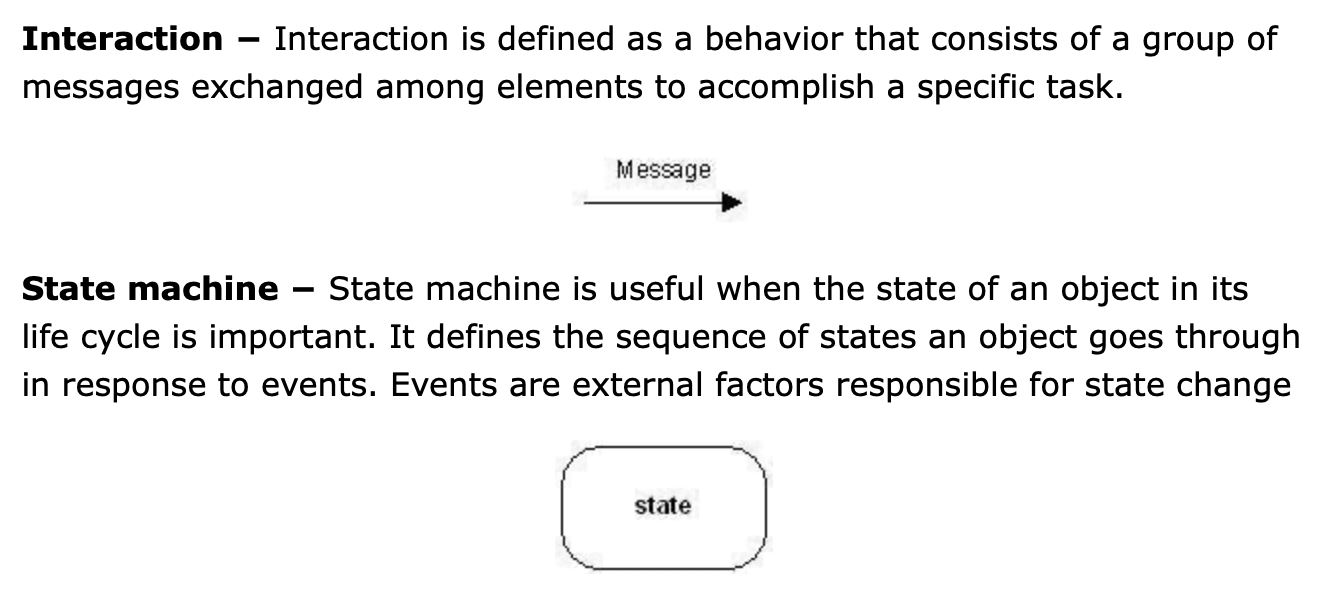 Interaction – Interaction is defined as a behavior that consists of a group of
messages exchanged among elements to accomplish a specific task.
Message
State machine – State machine is useful when the state of an object in its
life cycle is important. It defines the sequence of states an object goes through
in response to events. Events are external factors responsible for state change
state